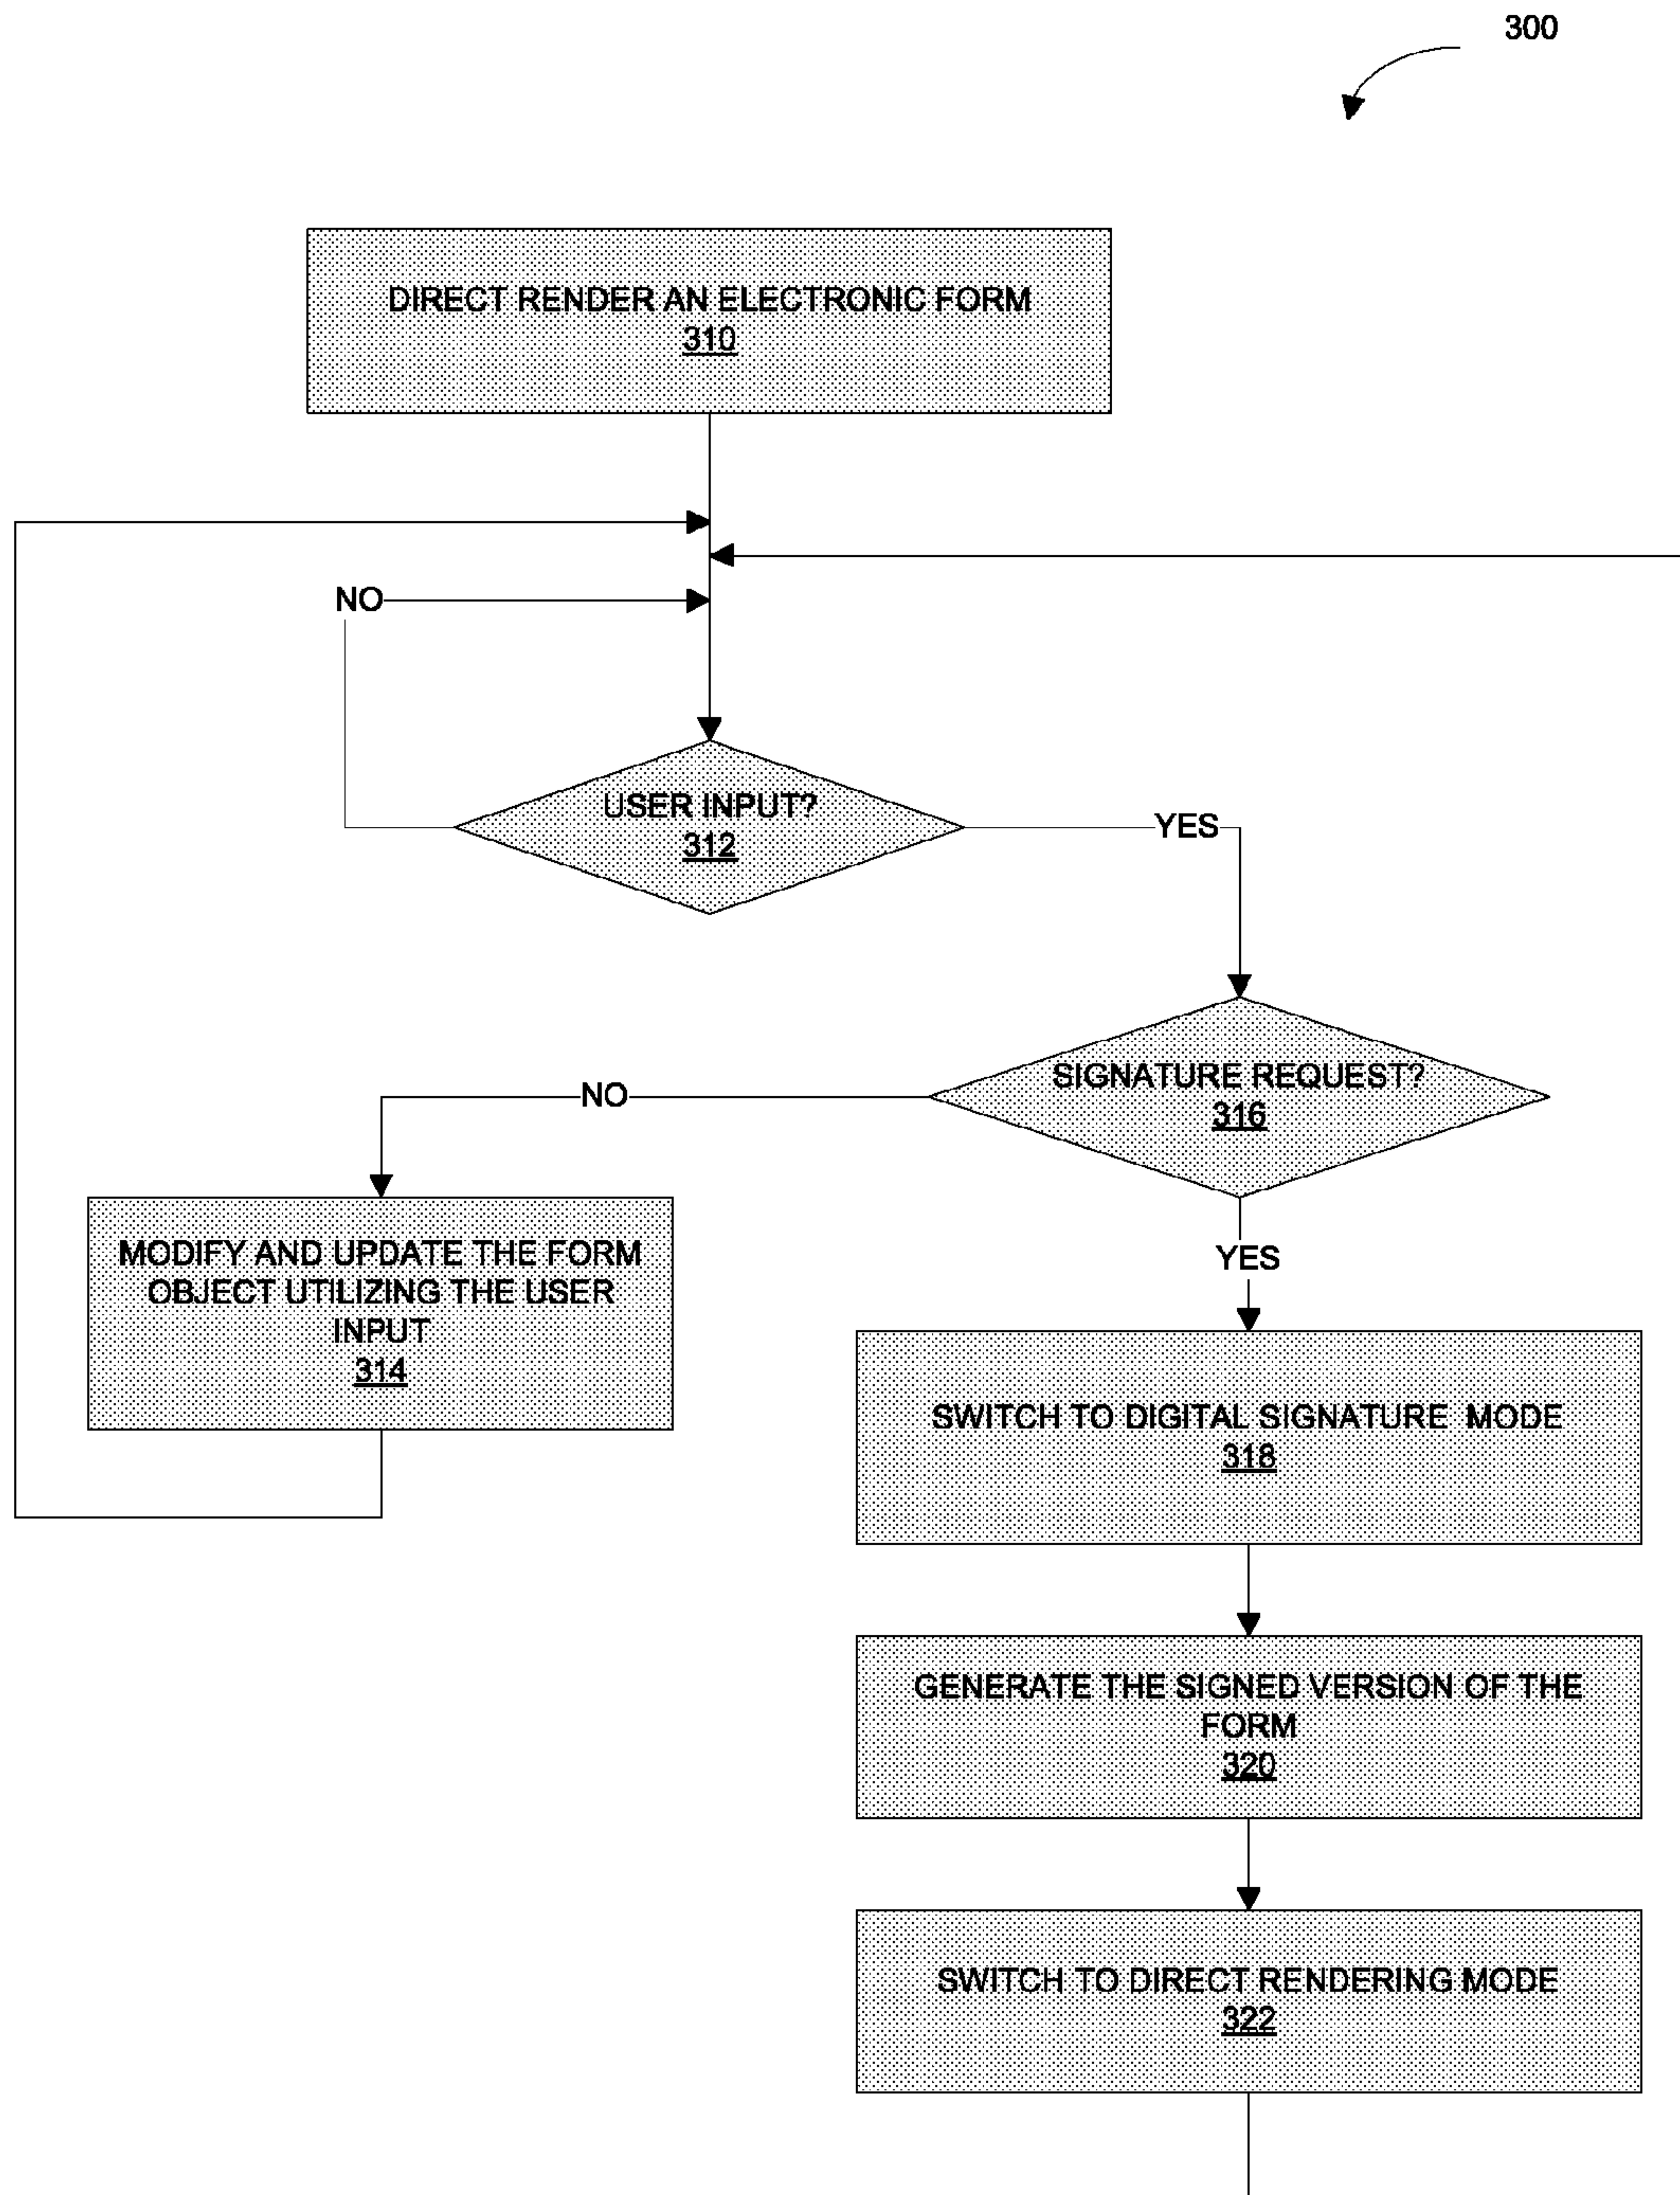 300
DIRECT RENDER AN ELECTRONIC FORM
310
NO
USER INPUT?
312
YES
SIGNATURE REQUEST?
316
NO
MODIFY AND UPDATE THE FORM
OBJECT UTILIZING THE USER
INPUT
314
YES
SWITCH TO DIGITAL SIGNATURE MODE
318
GENERATE THE SIGNED VERSION OF THE
FORM
320
SWITCH TO DIRECT RENDERING MODE
322